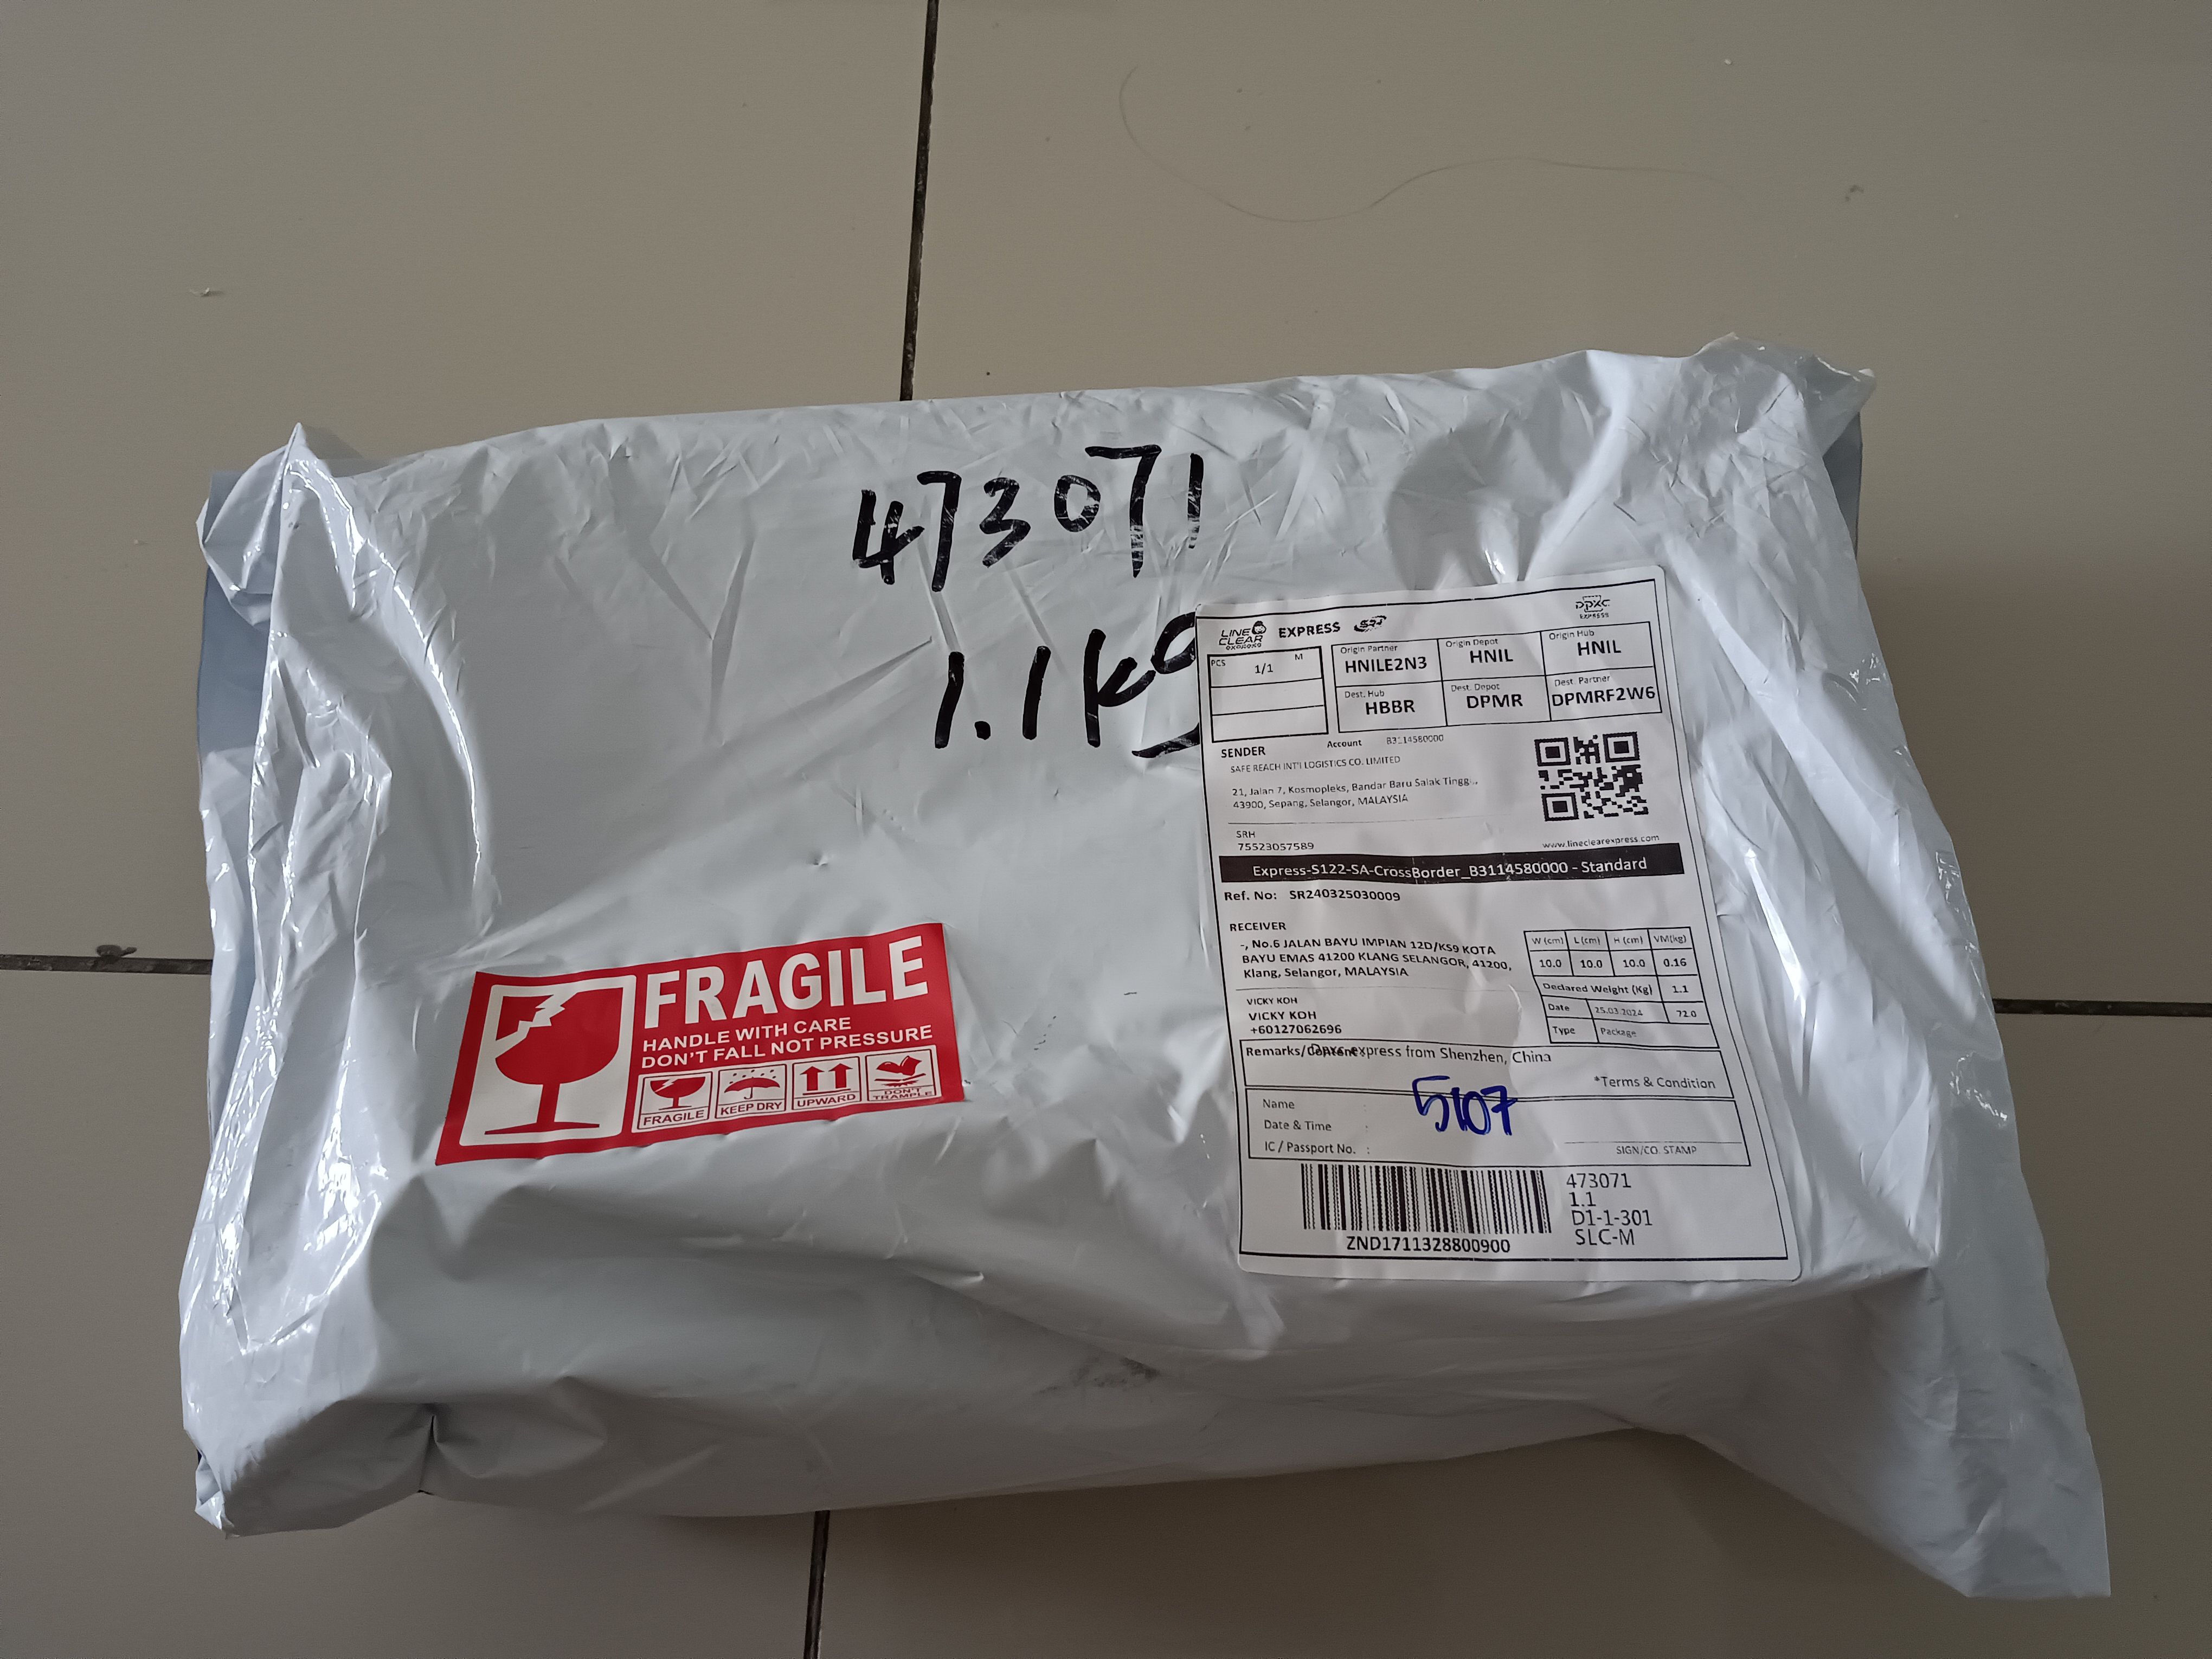 473071
1.1kg
LINE CLEAR EXPRESS
DPXC
EXPRESS
PCS 1/1 M
Origin Partner
HNILE2N3
Origin Depot
HNIL
Origin Hub
HNIL
Dest. Hub
HBBR
Dest. Depot
DPMR
Dest. Partner
DPMRF2W6
SENDER Account B3114580000
SAFE REACH INT'I LOGISTICS CO. LIMITED
21, Jalan 7, Kosmopleks, Bandar Baru Salak
43900, Sepang, Selangor, MALAYSIA
SRH
75523057589
www.lineclearexpress.com
Express-S122-SA-CrossBorder_B3114580000 - Standard
Ref. No: SR240325030009
RECEIVER
-, No.6 JALAN BAYU IMPIAN 12D/KS9 KOTA
BAYU EMAS 41200 KLANG SELANGOR, 41200,
Klang, Selangor, MALAYSIA
W (cm) L (cm) H (cm) VM(kg)
10.0 10.0 10.0 0.16
Declared Weight (Kg) 1.1
Date 25.03.2024 72.0
Type Package
VICKY KOH
VICKY KOH
+60127062696
Remarks/Content: Dpxc express from Shenzhen, China
*Terms & Condition
5107
Name :
Date & Time :
IC / Passport No. :
SIGN/CO. STAMP
473071
1.1
D1-1-301
SLC-M
ZND1711328800900
FRAGILE
HANDLE WITH CARE
DON'T FALL NOT PRESSURE
FRAGILE
KEEP DRY
UPWARD
DON'T TRAMPLE